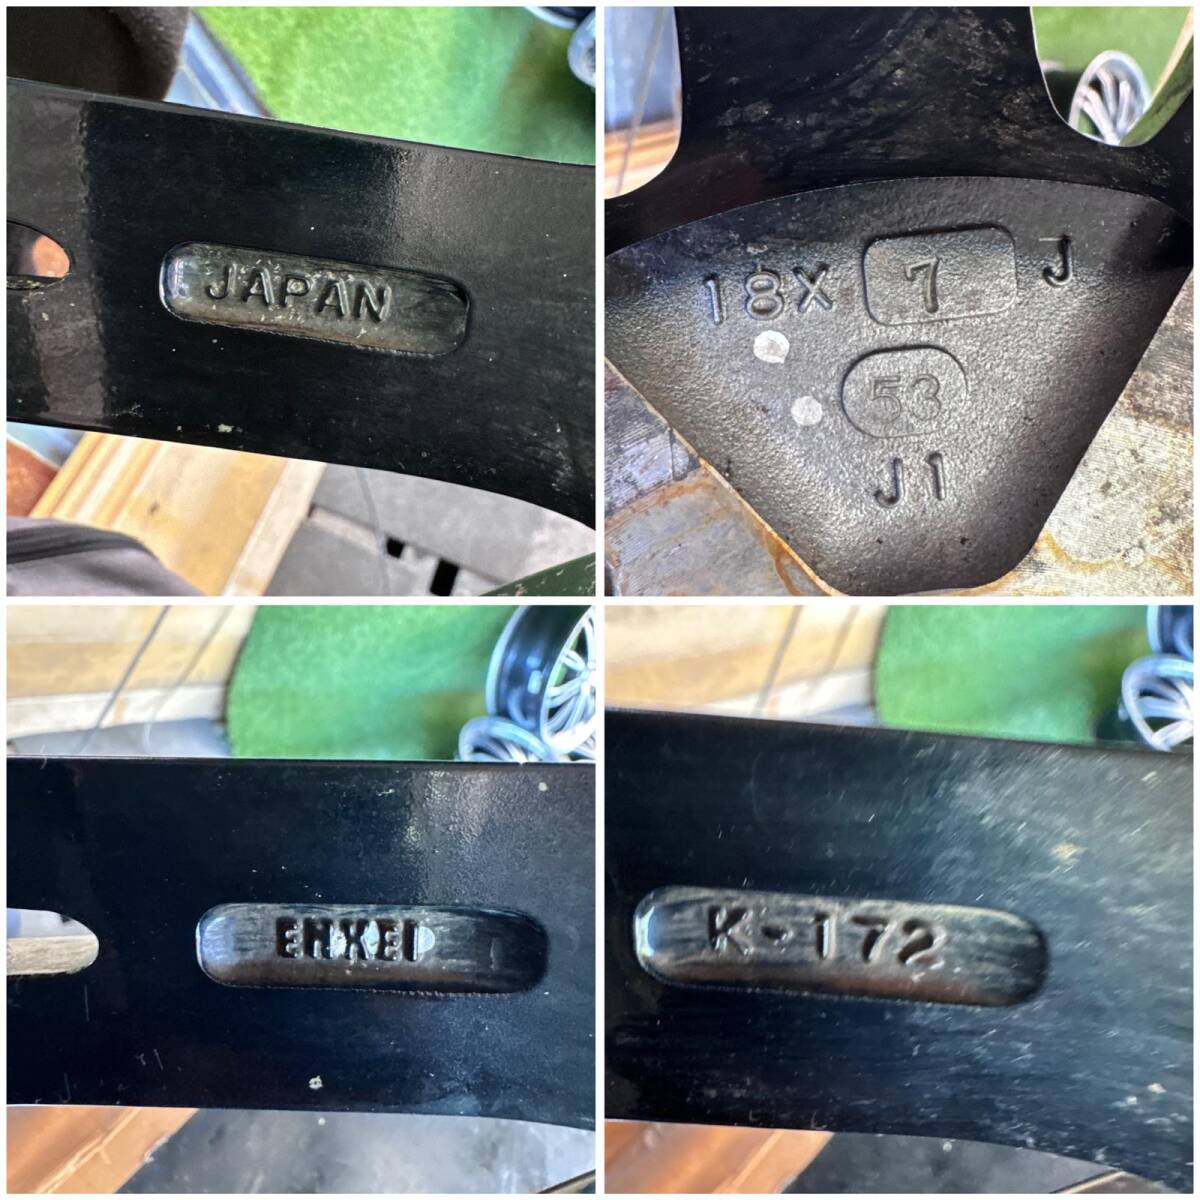 JAPAN
18X 7 J
53
J1
ENKEI
K-172